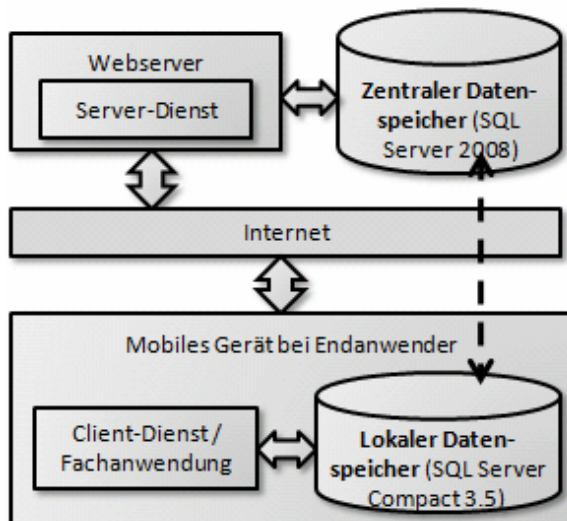 Webserver
Server-Dienst
Zentraler Daten-
speicher (SQL
Server 2008)
Internet
Mobiles Gerät bei Endanwender
Client-Dienst /
Fachanwendung
Lokaler Daten-
speicher (SQL Server
Compact 3.5)